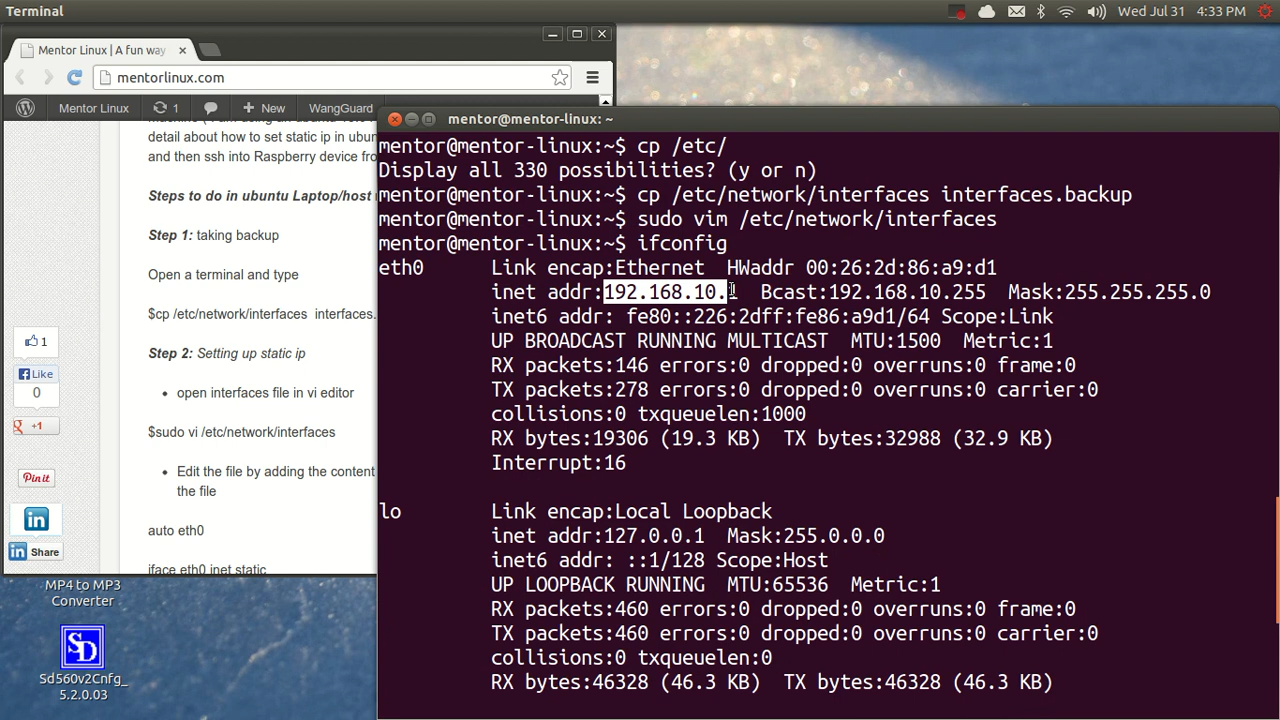 Terminal
Wed Jul 31 4:33 PM
Mentor Linux | A fun way
mentorlinux.com
Mentor Linux 1 New WangGuard
detail about how to set static ip in ubun
and then ssh into Raspberry device fro
Steps to do in ubuntu Laptop/host
Step 1: taking backup
Open a terminal and type
$cp /etc/network/interfaces interfaces.
Step 2: Setting up static ip
open interfaces file in vi editor
$sudo vi /etc/network/interfaces
Edit the file by adding the content
the file
auto eth0
iface eth0 inet static
1
Like
0
+1
Pin it
in
in Share
MP4 to MP3
Converter
SD
Sd560v2Cnfg_
5.2.0.03
mentor@mentor-linux: ~
mentor@mentor-linux:~$ cp /etc/
Display all 330 possibilities? (y or n)
mentor@mentor-linux:~$ cp /etc/network/interfaces interfaces.backup
mentor@mentor-linux:~$ sudo vim /etc/network/interfaces
mentor@mentor-linux:~$ ifconfig
eth0 Link encap:Ethernet HWaddr 00:26:2d:86:a9:d1
inet addr:192.168.10.1 Bcast:192.168.10.255 Mask:255.255.255.0
inet6 addr: fe80::226:2dff:fe86:a9d1/64 Scope:Link
UP BROADCAST RUNNING MULTICAST MTU:1500 Metric:1
RX packets:146 errors:0 dropped:0 overruns:0 frame:0
TX packets:278 errors:0 dropped:0 overruns:0 carrier:0
collisions:0 txqueuelen:1000
RX bytes:19306 (19.3 KB) TX bytes:32988 (32.9 KB)
Interrupt:16
lo Link encap:Local Loopback
inet addr:127.0.0.1 Mask:255.0.0.0
inet6 addr: ::1/128 Scope:Host
UP LOOPBACK RUNNING MTU:65536 Metric:1
RX packets:460 errors:0 dropped:0 overruns:0 frame:0
TX packets:460 errors:0 dropped:0 overruns:0 carrier:0
collisions:0 txqueuelen:0
RX bytes:46328 (46.3 KB) TX bytes:46328 (46.3 KB)